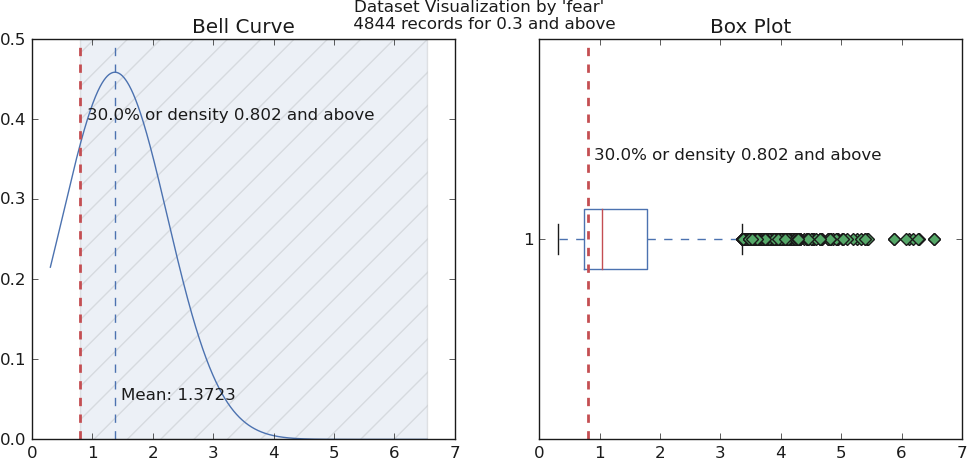 Dataset Visualization by 'fear'
4844 records for 0.3 and above
Bell Curve
0.5
0.4
0.3
0.2
0.1
0.0
30.0% or density 0.802 and above
Mean: 1.3723
0 1 2 3 4 5 6 7
Box Plot
30.0% or density 0.802 and above
1
0 1 2 3 4 5 6 7